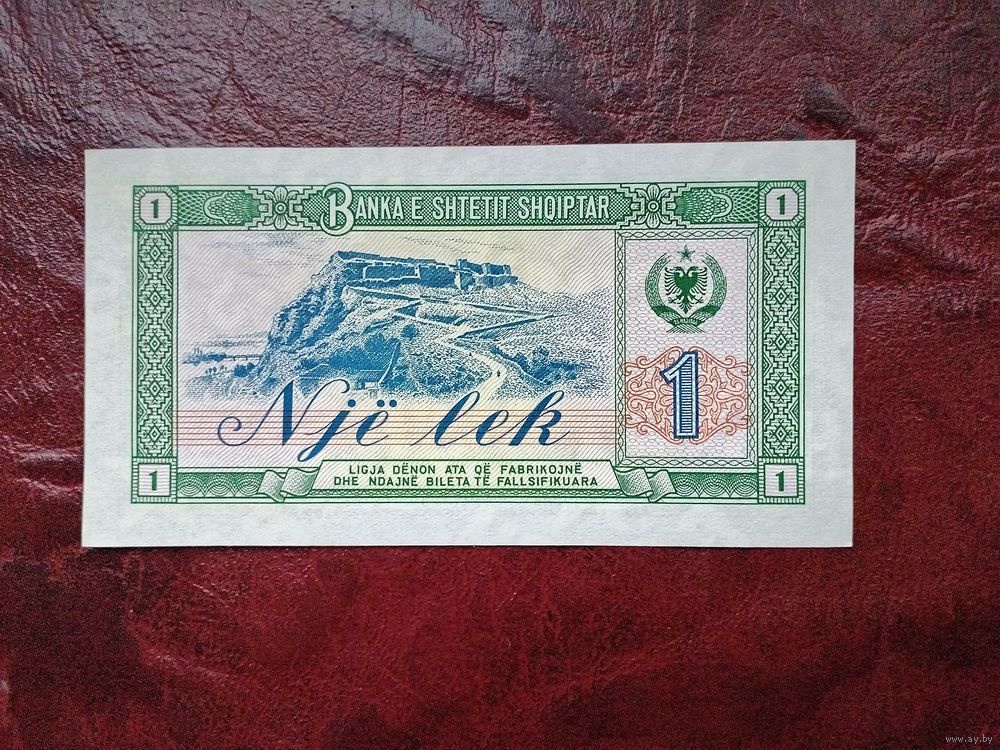 1 BANKA E SHTETIT SHQIPTAR 1
1
Një lek
LIGJA DËNON ATA QË FABRIKOJNË
DHE NDAJNË BILETA TË FALLSIFIKUARA
1 1
www.ay.by